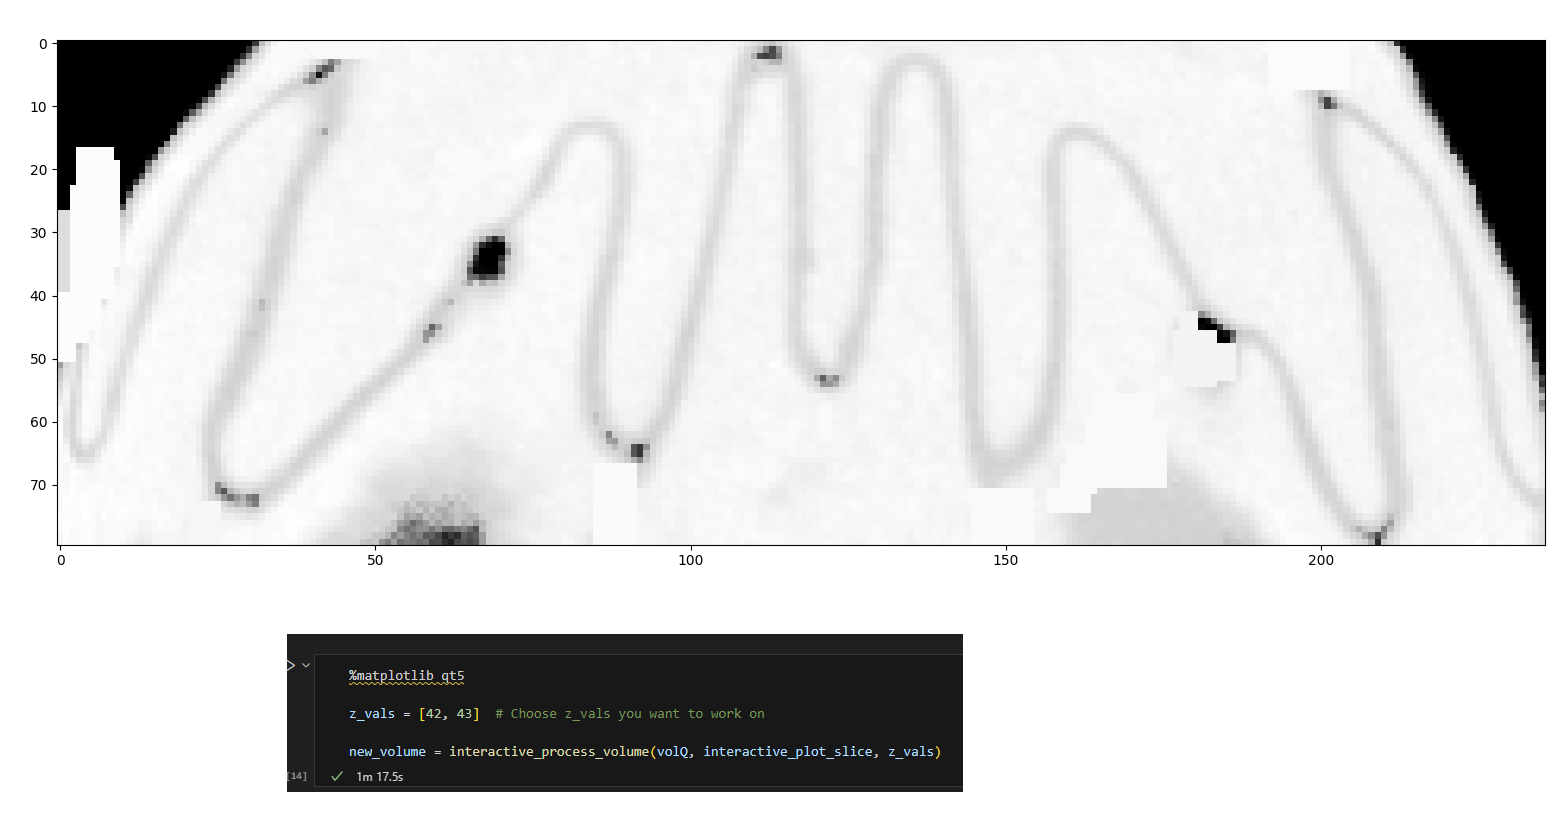 0
10
20
30
40
50
60
70
0 50 100 150 200
%matplotlib qt5
z_vals = [42, 43]  # Choose z_vals you want to work on
new_volume = interactive_process_volume(volQ, interactive_plot_slice, z_vals)
[14] 1m 17.5s